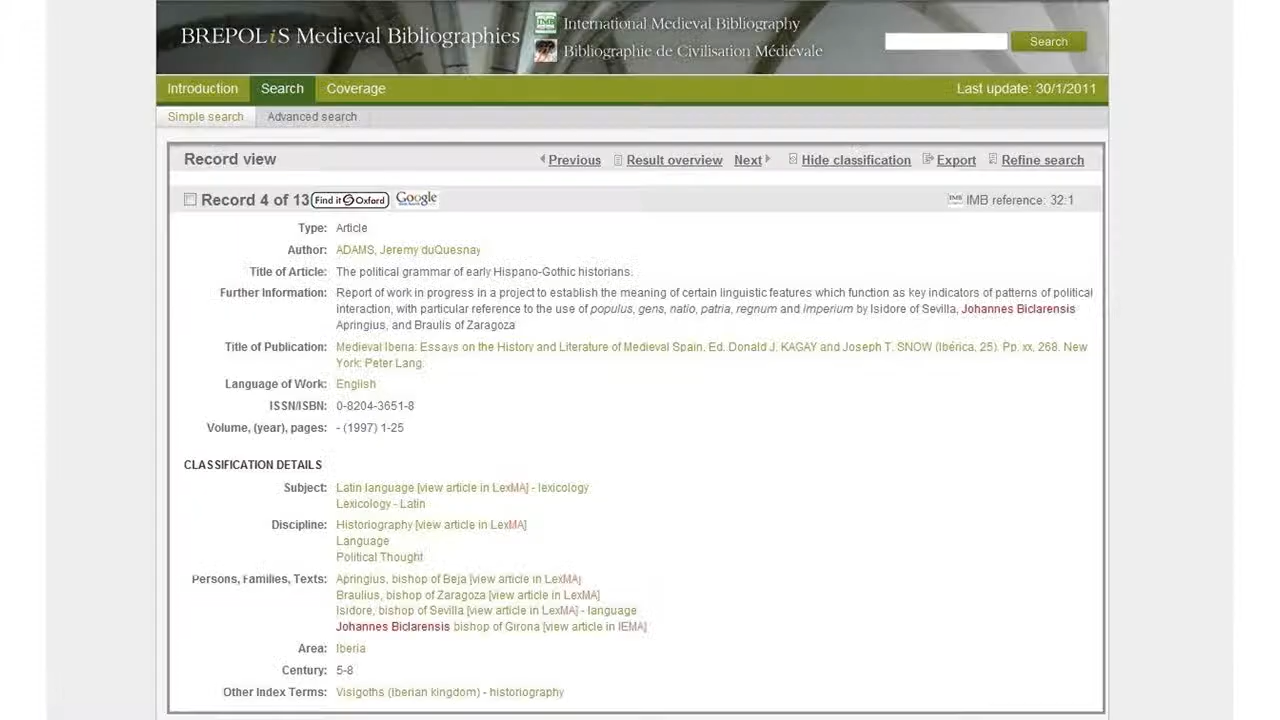 BREPOLiS Medieval Bibliographies
International Medieval Bibliography
Bibliographie de Civilisation Médiévale
Search
Introduction Search Coverage Last update: 30/1/2011
Simple search Advanced search
Record view Previous Result overview Next Hide classification Export Refine search
Record 4 of 13 Find it @ Oxford Google IMB IMB reference: 32:1
Type: Article
Author: ADAMS, Jeremy duQuesnay
Title of Article: The political grammar of early Hispano-Gothic historians.
Further Information: Report of work in progress in a project to establish the meaning of certain linguistic features which function as key indicators of patterns of political
interaction, with particular reference to the use of populus, gens, natio, patria, regnum and imperium by Isidore of Sevilla, Johannes Biclarensis
Apringius, and Braulis of Zaragoza
Title of Publication: Medieval Iberia: Essays on the History and Literature of Medieval Spain. Ed. Donald J. KAGAY and Joseph T. SNOW (Ibérica, 25). Pp. xx, 268. New
York: Peter Lang.
Language of Work: English
ISSN/ISBN: 0-8204-3651-8
Volume, (year), pages: - (1997) 1-25
CLASSIFICATION DETAILS
Subject: Latin language [view article in LexMA] - lexicology
Lexicology - Latin
Discipline: Historiography [view article in LexMA]
Language
Political Thought
Persons, Families, Texts: Apringius, bishop of Beja [view article in LexMA]
Braulius, bishop of Zaragoza [view article in LexMA]
Isidore, bishop of Sevilla [view article in LexMA] - language
Johannes Biclarensis bishop of Girona [view article in IEMA]
Area: Iberia
Century: 5-8
Other Index Terms: Visigoths (Iberian kingdom) - historiography